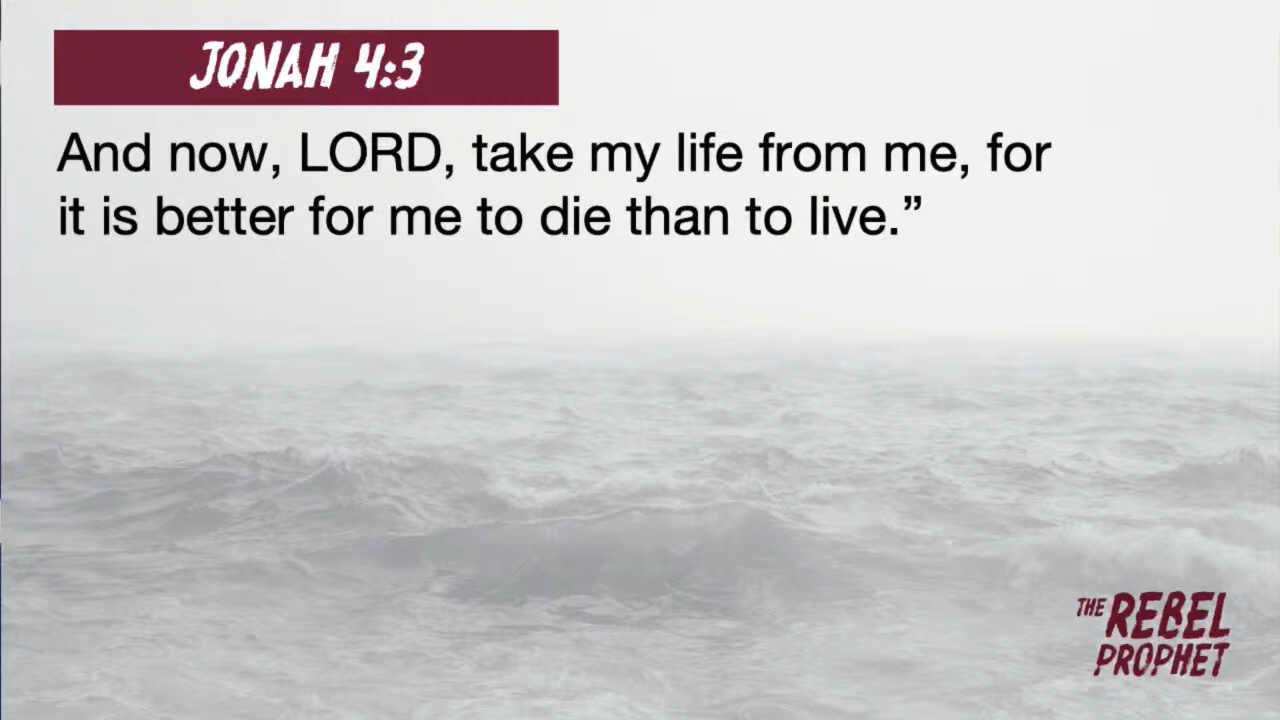 JONAH 4:3
And now, LORD, take my life from me, for
it is better for me to die than to live.”
THE REBEL
PROPHET